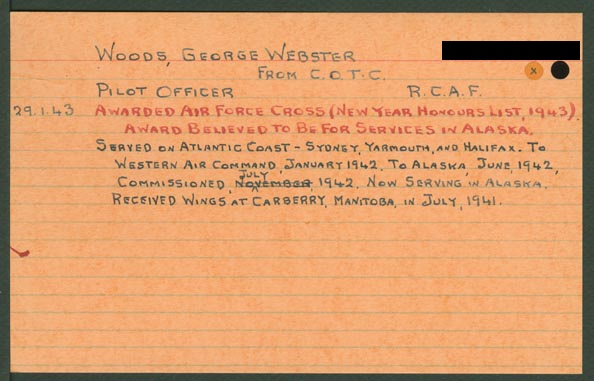 WOODS, GEORGE WEBSTER
FROM C.O.T.C.
x
PILOT OFFICER R.C.A.F.
29.1.43 AWARDED AIR FORCE CROSS (NEW YEAR HONOURS LIST, 1943).
AWARD BELIEVED TO BE FOR SERVICES IN ALASKA.
SERVED ON ATLANTIC COAST - SYDNEY, YARMOUTH, AND HALIFAX. TO
WESTERN AIR COMMAND, JANUARY 1942. TO ALASKA, JUNE, 1942,
JULY
COMMISSIONED, NOVEMBER, 1942. NOW SERVING IN ALASKA.
RECEIVED WINGS AT CARBERRY, MANITOBA, IN JULY, 1941.